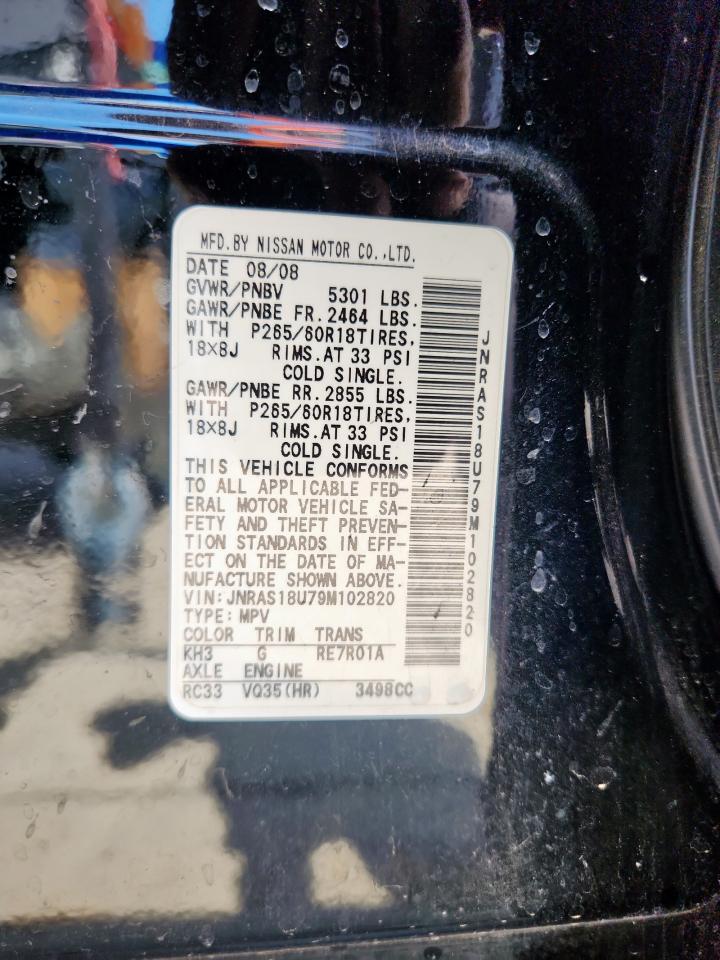 MFD.BY NISSAN MOTOR CO.,LTD.
DATE 08/08
GVWR/PNBV 5301 LBS.
GAWR/PNBE FR. 2464 LBS.
WITH P265/60R18TIRES,
18X8J RIMS.AT 33 PSI
COLD SINGLE.
GAWR/PNBE RR. 2855 LBS.
WITH P265/60R18TIRES,
18X8J RIMS.AT 33 PSI
COLD SINGLE.
THIS VEHICLE CONFORMS
TO ALL APPLICABLE FED-
ERAL MOTOR VEHICLE SA-
FETY AND THEFT PREVEN-
TION STANDARDS IN EFF-
ECT ON THE DATE OF MA-
NUFACTURE SHOWN ABOVE.
VIN:JNRAS18U79M102820
TYPE:MPV
COLOR TRIM TRANS
KH3 G RE7R01A
AXLE ENGINE
RC33 VQ35(HR) 3498CC
JNRAS18U79M102820